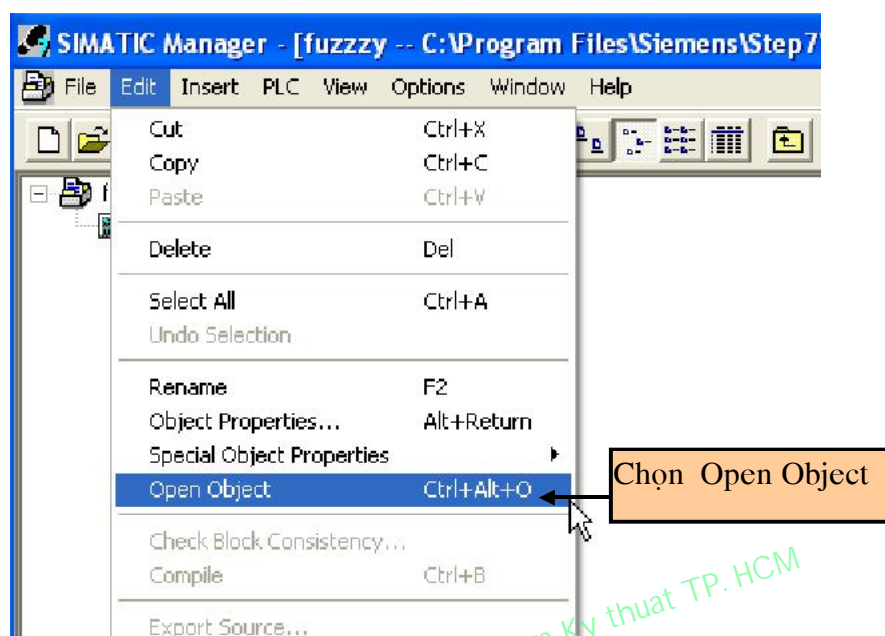 SIMATIC Manager - [fuzzzy -- C:\Program Files\Siemens\Step7\
File Edit Insert PLC View Options Window Help
Cut Ctrl+X
Copy Ctrl+C
Paste Ctrl+V
Delete Del
Select All Ctrl+A
Undo Selection
Rename F2
Object Properties... Alt+Return
Special Object Properties
Open Object Ctrl+Alt+O
Chọn Open Object
Check Block Consistency...
Compile Ctrl+B
Export Source...
thuat TP. HCM